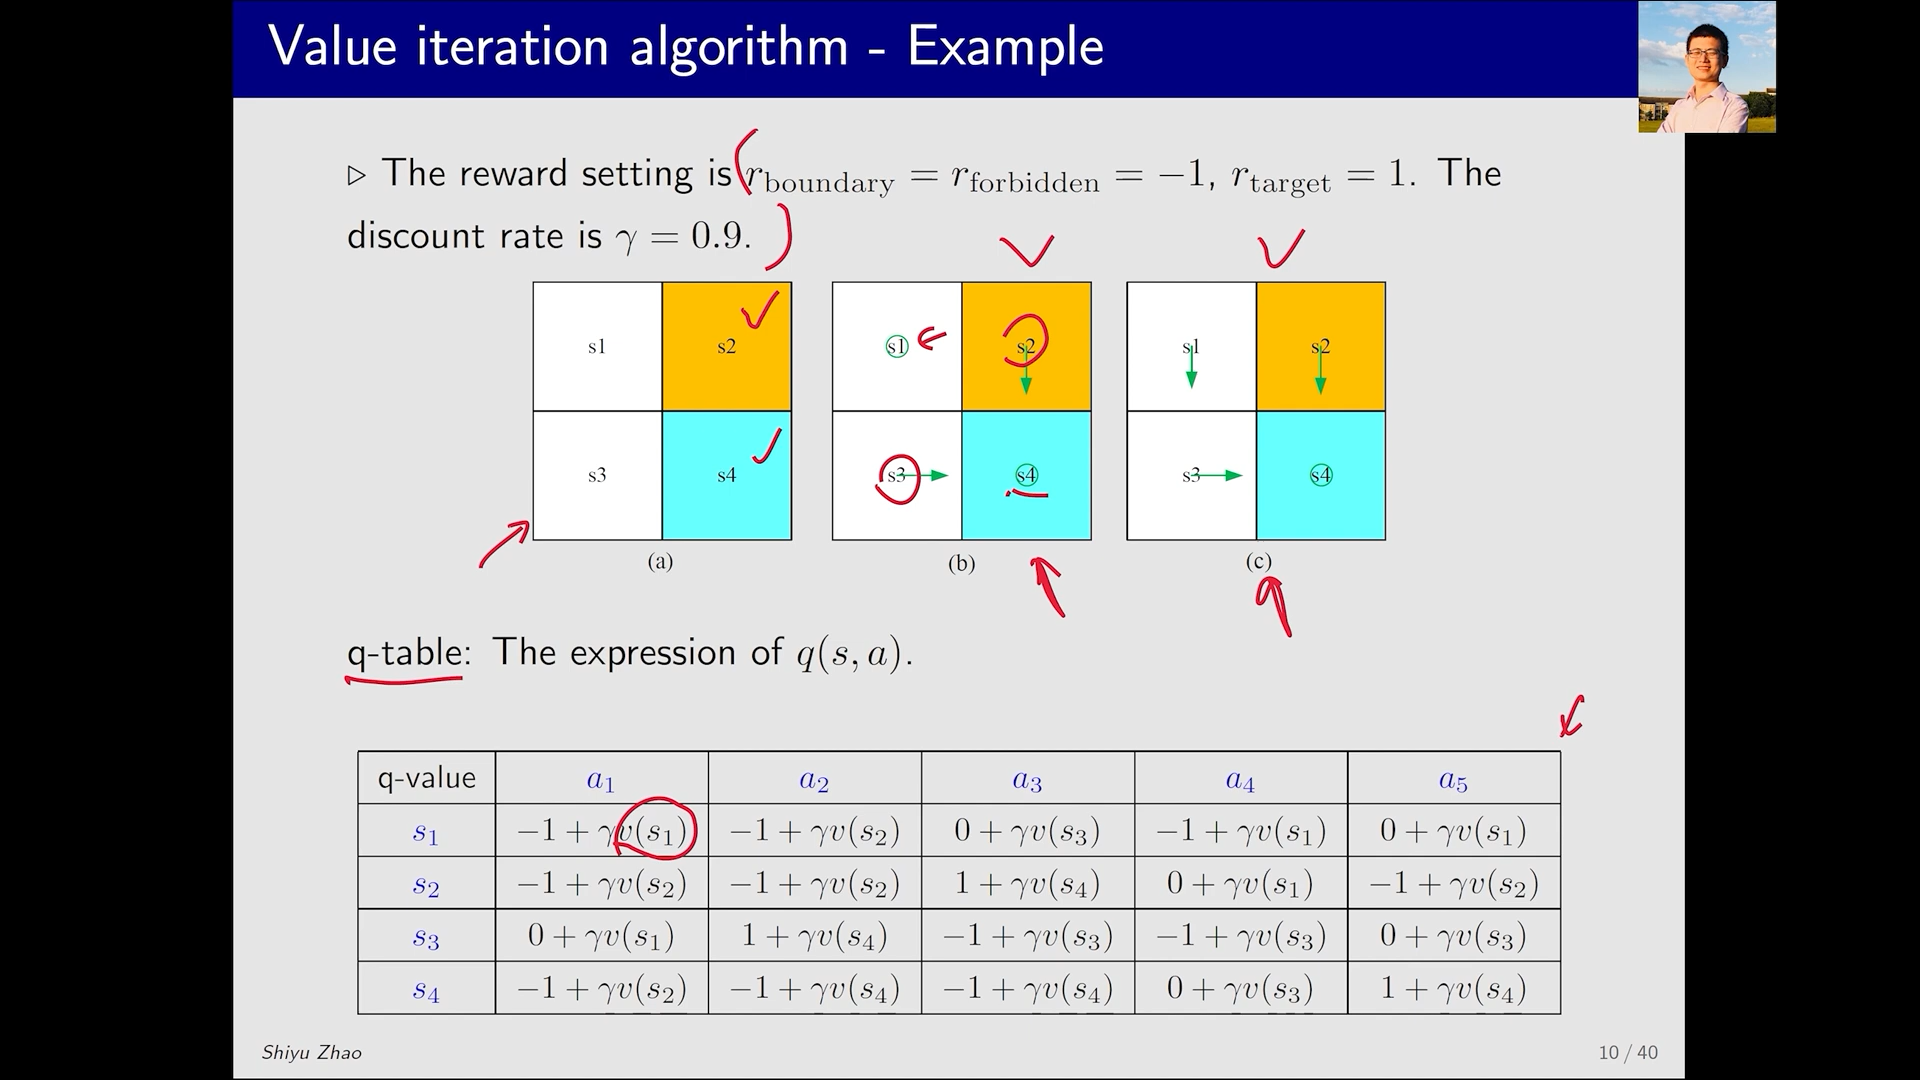 Value iteration algorithm - Example
▷ The reward setting is r_boundary = r_forbidden = −1, r_target = 1. The
discount rate is γ = 0.9.
s1 s2 s1 s2 s1 s2
s3 s4 s3 s4 s3 s4
(a) (b) (c)
q-table: The expression of q(s, a).
q-value a₁ a₂ a₃ a₄ a₅
s₁ −1 + γv(s₁) −1 + γv(s₂) 0 + γv(s₃) −1 + γv(s₁) 0 + γv(s₁)
s₂ −1 + γv(s₂) −1 + γv(s₂) 1 + γv(s₄) 0 + γv(s₁) −1 + γv(s₂)
s₃ 0 + γv(s₁) 1 + γv(s₄) −1 + γv(s₃) −1 + γv(s₃) 0 + γv(s₃)
s₄ −1 + γv(s₂) −1 + γv(s₄) −1 + γv(s₄) 0 + γv(s₃) 1 + γv(s₄)
Shiyu Zhao 10 / 40